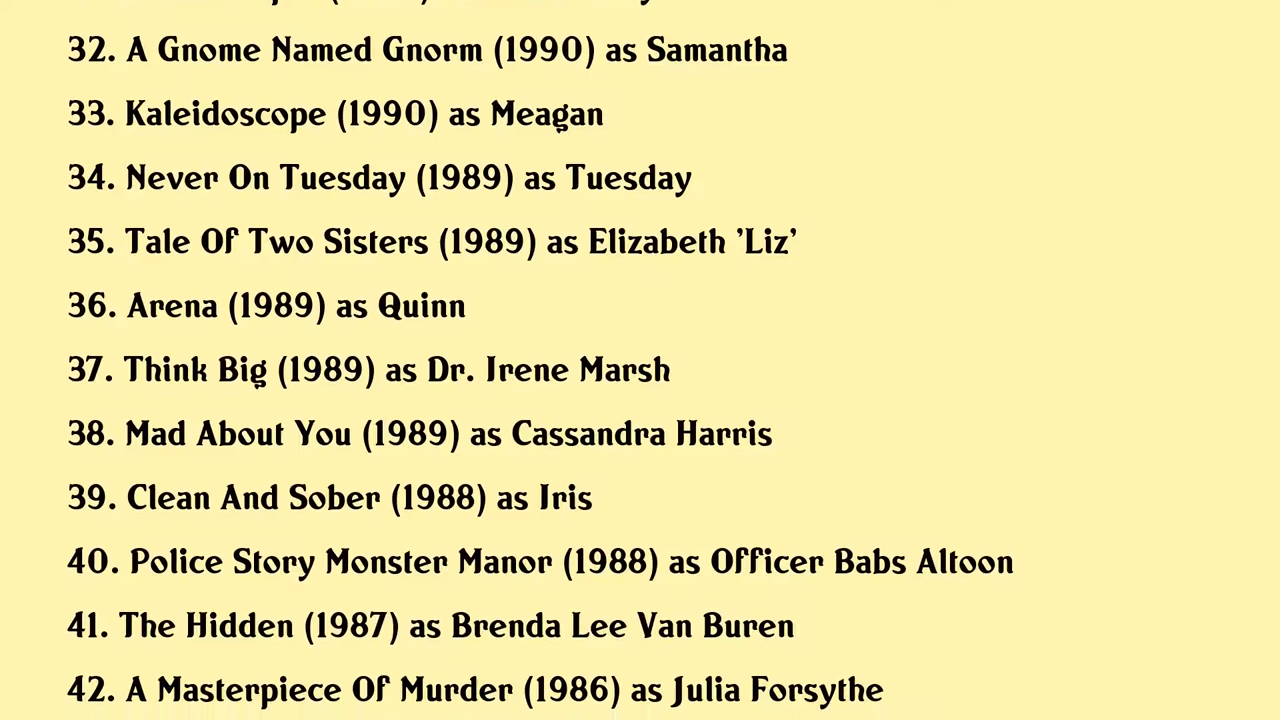 32. A Gnome Named Gnorm (1990) as Samantha
33. Kaleidoscope (1990) as Meagan
34. Never On Tuesday (1989) as Tuesday
35. Tale Of Two Sisters (1989) as Elizabeth 'Liz'
36. Arena (1989) as Quinn
37. Think Big (1989) as Dr. Irene Marsh
38. Mad About You (1989) as Cassandra Harris
39. Clean And Sober (1988) as Iris
40. Police Story Monster Manor (1988) as Officer Babs Altoon
41. The Hidden (1987) as Brenda Lee Van Buren
42. A Masterpiece Of Murder (1986) as Julia Forsythe